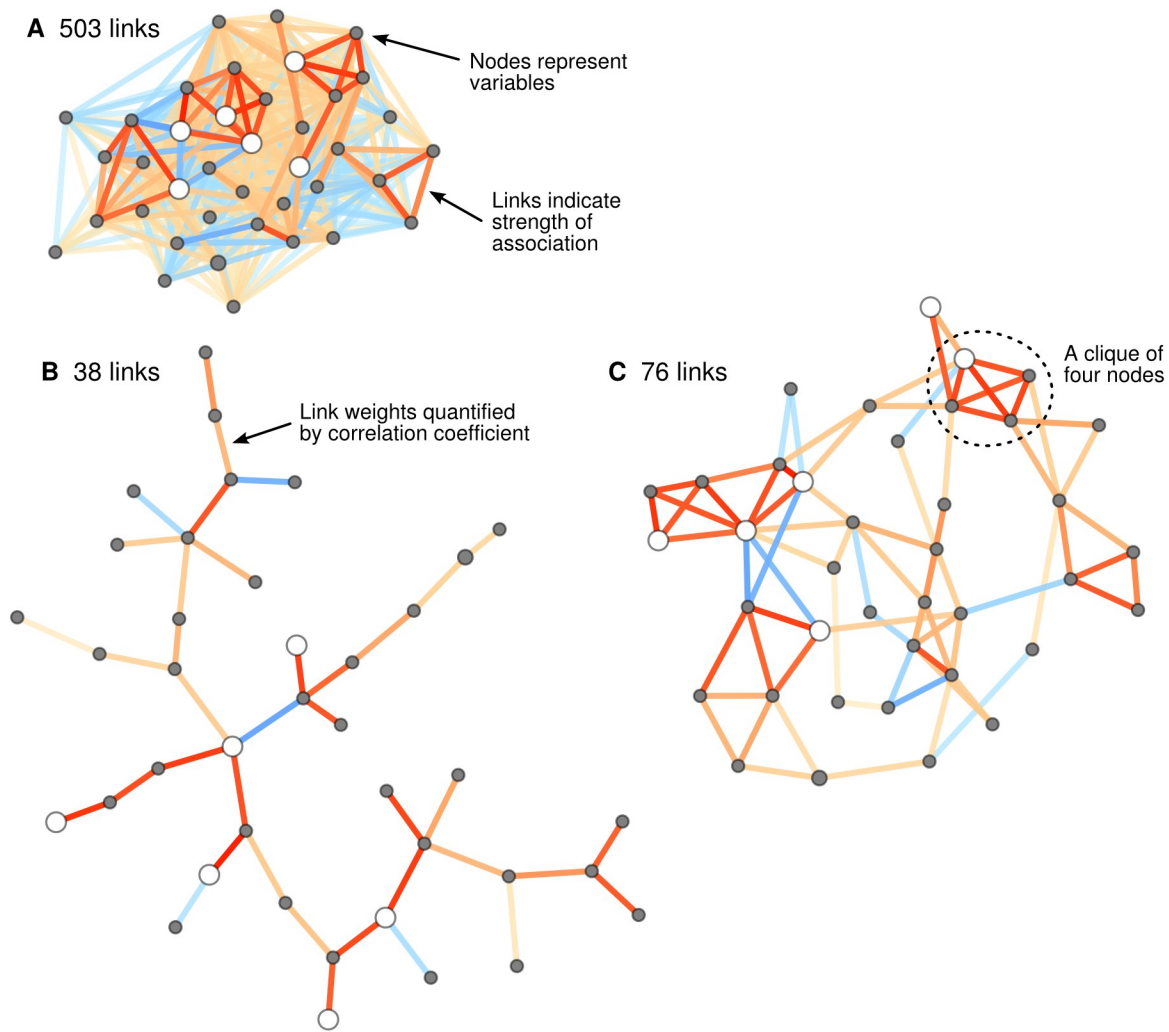 A 503 links
Nodes represent
variables
Links indicate
strength of
association
B 38 links
Link weights quantified
by correlation coefficient
C 76 links
A clique of
four nodes